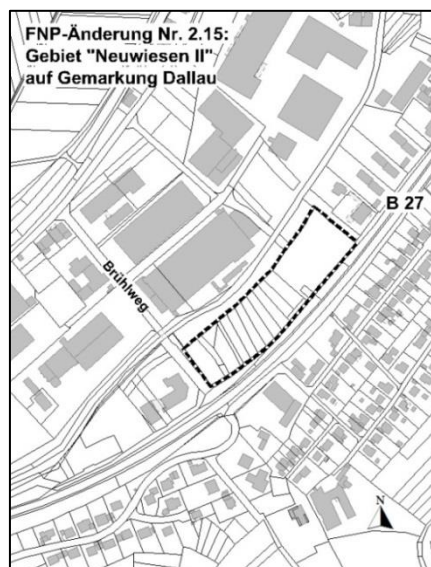 FNP-Änderung Nr. 2.15:
Gebiet "Neuwiesen II"
auf Gemarkung Dallau
B 27
Brühlweg
N